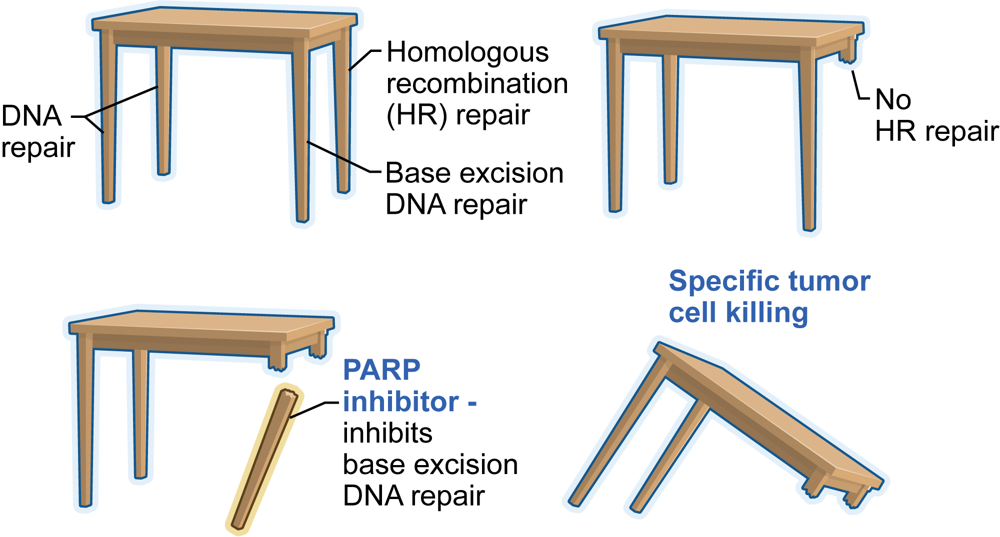 DNA
repair
Homologous
recombination
(HR) repair
Base excision
DNA repair
No
HR repair
PARP
inhibitor -
inhibits
base excision
DNA repair
Specific tumor
cell killing